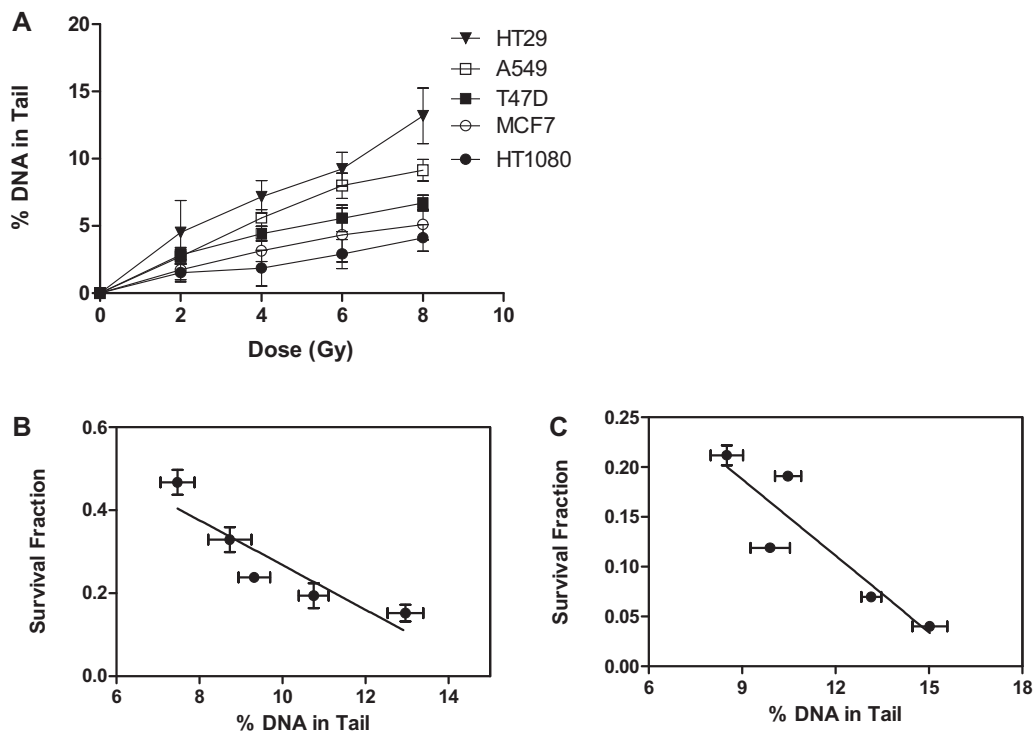 A
% DNA in Tail
20
15
10
5
0
0 2 4 6 8 10
Dose (Gy)
HT29
A549
T47D
MCF7
HT1080
B
Survival Fraction
0.6
0.4
0.2
0.0
6 8 10 12 14
% DNA in Tail
C
Survival Fraction
0.25
0.20
0.15
0.10
0.05
0.00
6 9 12 15 18
% DNA in Tail